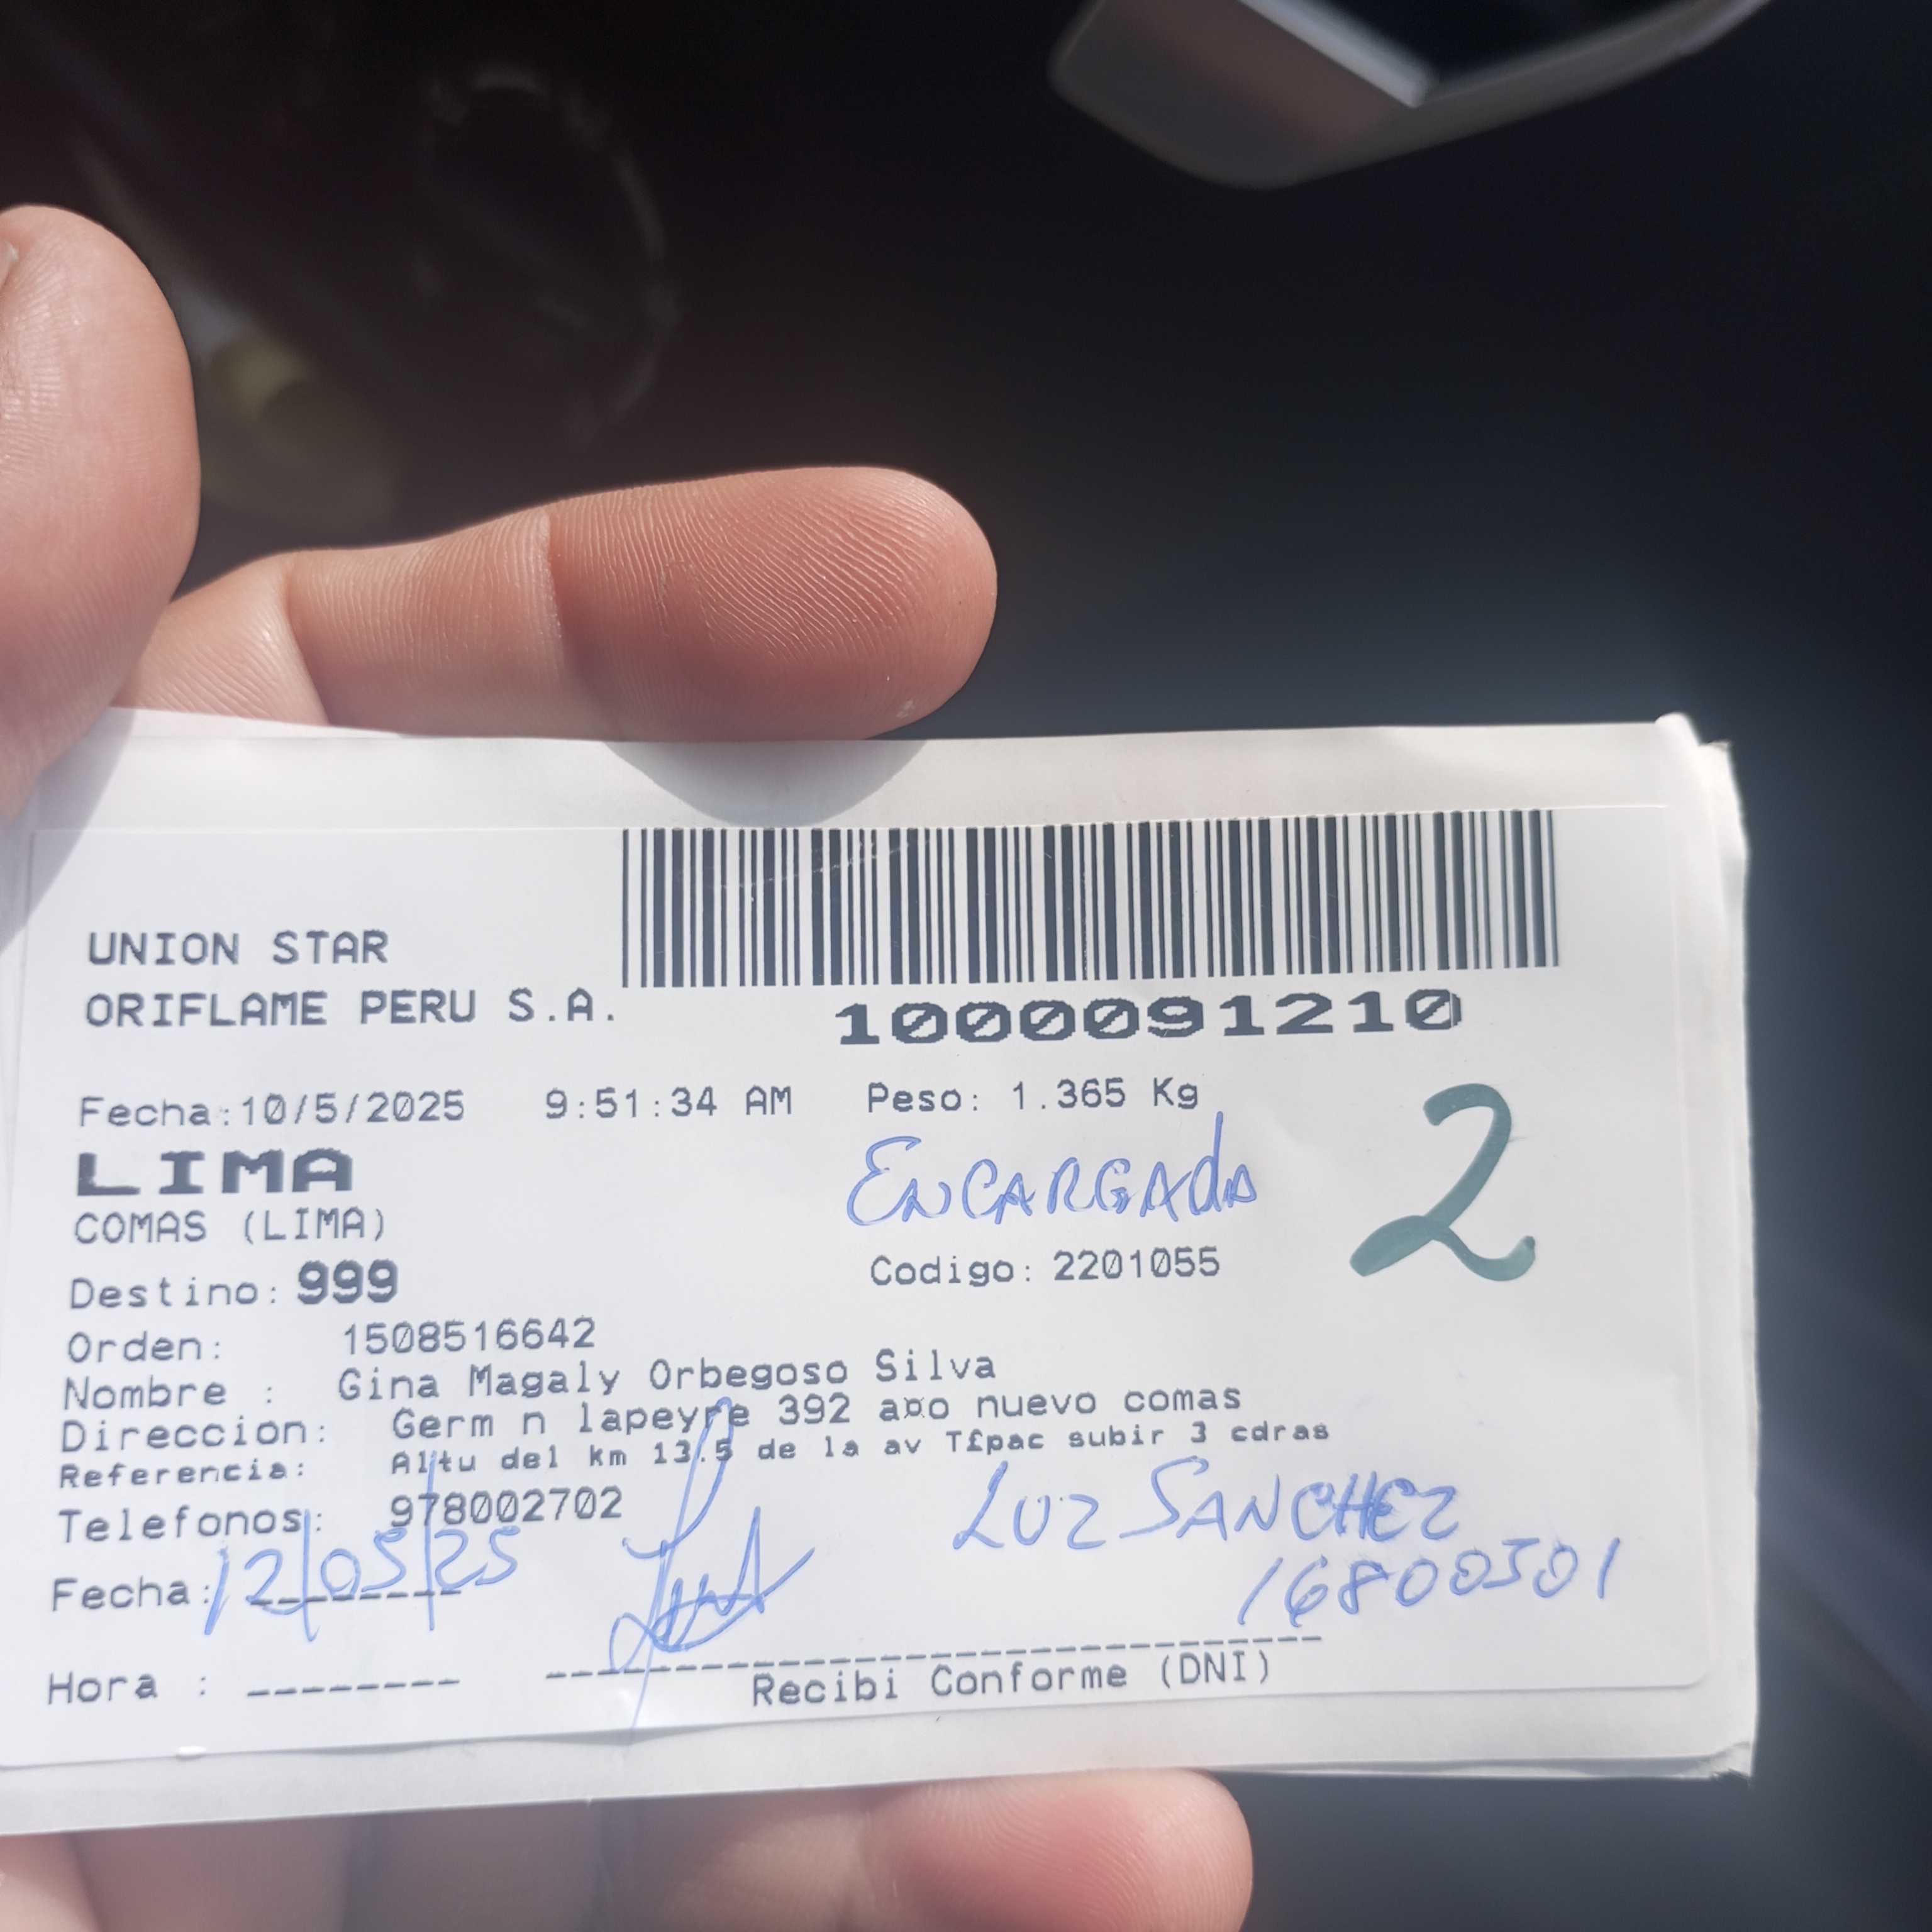 UNION STAR
ORIFLAME PERU S.A.
1000091210
Fecha:10/5/2025 9:51:34 AM Peso: 1.365 Kg
LIMA
ENCARGAdA
2
COMAS (LIMA)
Destino: 999
Codigo: 2201055
Orden: 1508516642
Nombre : Gina Magaly Orbegoso Silva
Direccion: Germ n lapeyre 392 a¤o nuevo comas
Referencia: Altu del km 13.5 de la av T£pac subir 3 cdras
Telefonos: 978002702
LUZ SANCHEZ
Fecha: 12/05/25
16800501
Hora : --------
Recibi Conforme (DNI)